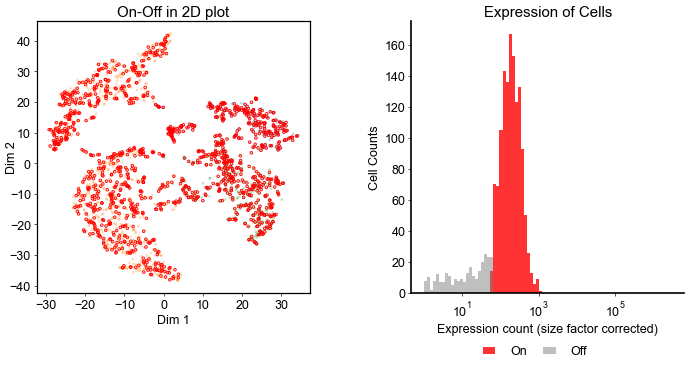 On-Off in 2D plot
40
30
20
10
0
−10
−20
−30
−40
Dim 2
−30 −20 −10 0 10 20 30
Dim 1
Expression of Cells
160
140
120
100
80
60
40
20
0
Cell Counts
10^1 10^3 10^5
Expression count (size factor corrected)
On Off